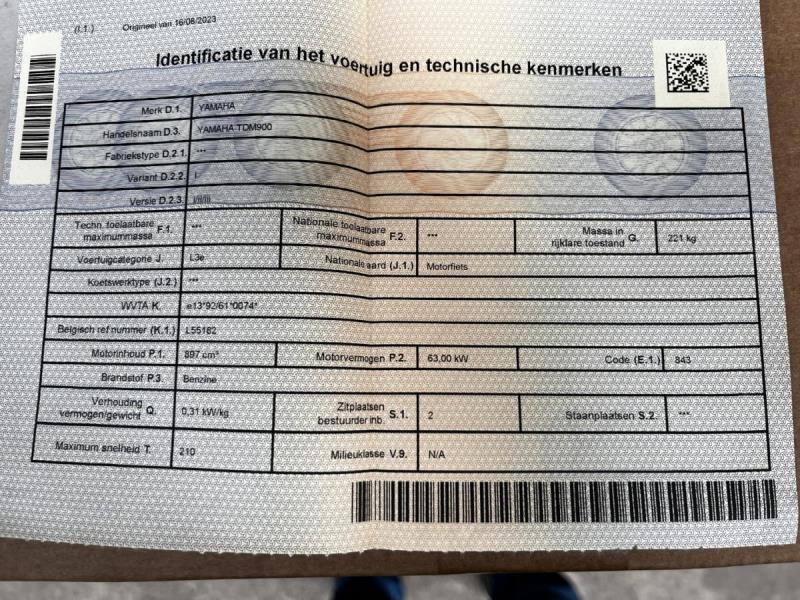 (I.1.) Origineel van 16/08/2023
Identificatie van het voertuig en technische kenmerken
Merk D.1. YAMAHA
Handelsnaam D.3. YAMAHA TDM900
Fabriekstype D.2.1. ***
Variant D.2.2. I
Versie D.2.3. I/II/III
Techn. toelaatbare maximummassa F.1. *** Nationale toelaatbare maximummassa F.2. *** Massa in rijklare toestand G. 221 kg
Voertuigcategorie J. L3e Nationale aard (J.1.) Motorfiets
Koetswerktype (J.2.) ***
WVTA K. e13*92/61*0074*
Belgisch ref nummer (K.1.) L55182
Motorinhoud P.1. 897 cm³ Motorvermogen P.2. 63,00 kW Code (E.1.) 843
Brandstof P.3. Benzine
Verhouding vermogen/gewicht Q. 0,31 kW/kg Zitplaatsen bestuurder inb. S.1. 2 Staanplaatsen S.2. ***
Maximum snelheid T. 210 Milieuklasse V.9. N/A